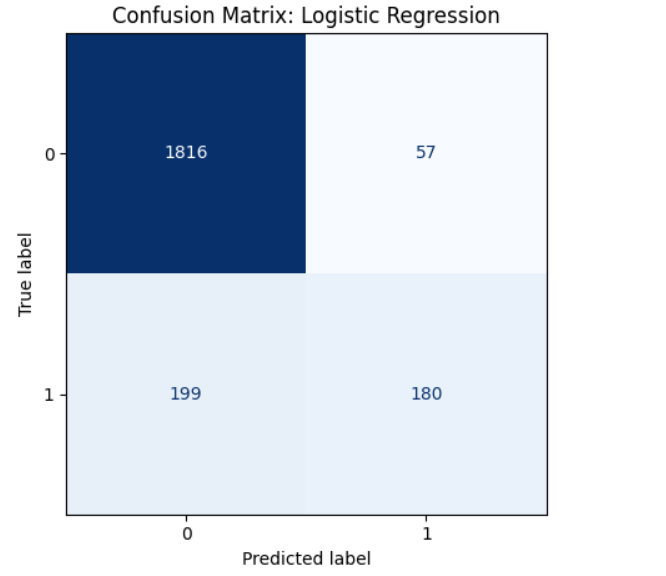 Confusion Matrix: Logistic Regression
True label
0
1816
57
1
199
180
0
1
Predicted label